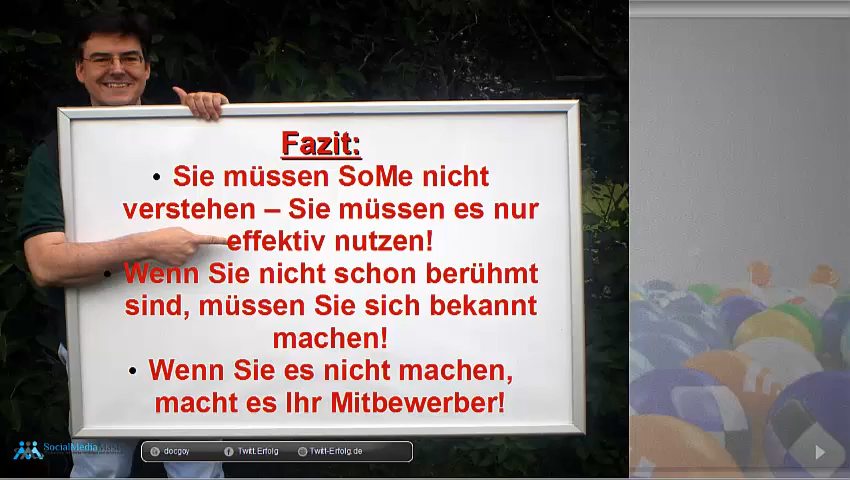 Fazit:
• Sie müssen SoMe nicht
verstehen – Sie müssen es nur
effektiv nutzen!
• Wenn Sie nicht schon berühmt
sind, müssen Sie sich bekannt
machen!
• Wenn Sie es nicht machen,
macht es Ihr Mitbewerber!
SocialMedia
docgoy
Twitt.Erfolg
Twitt-Erfolg.de